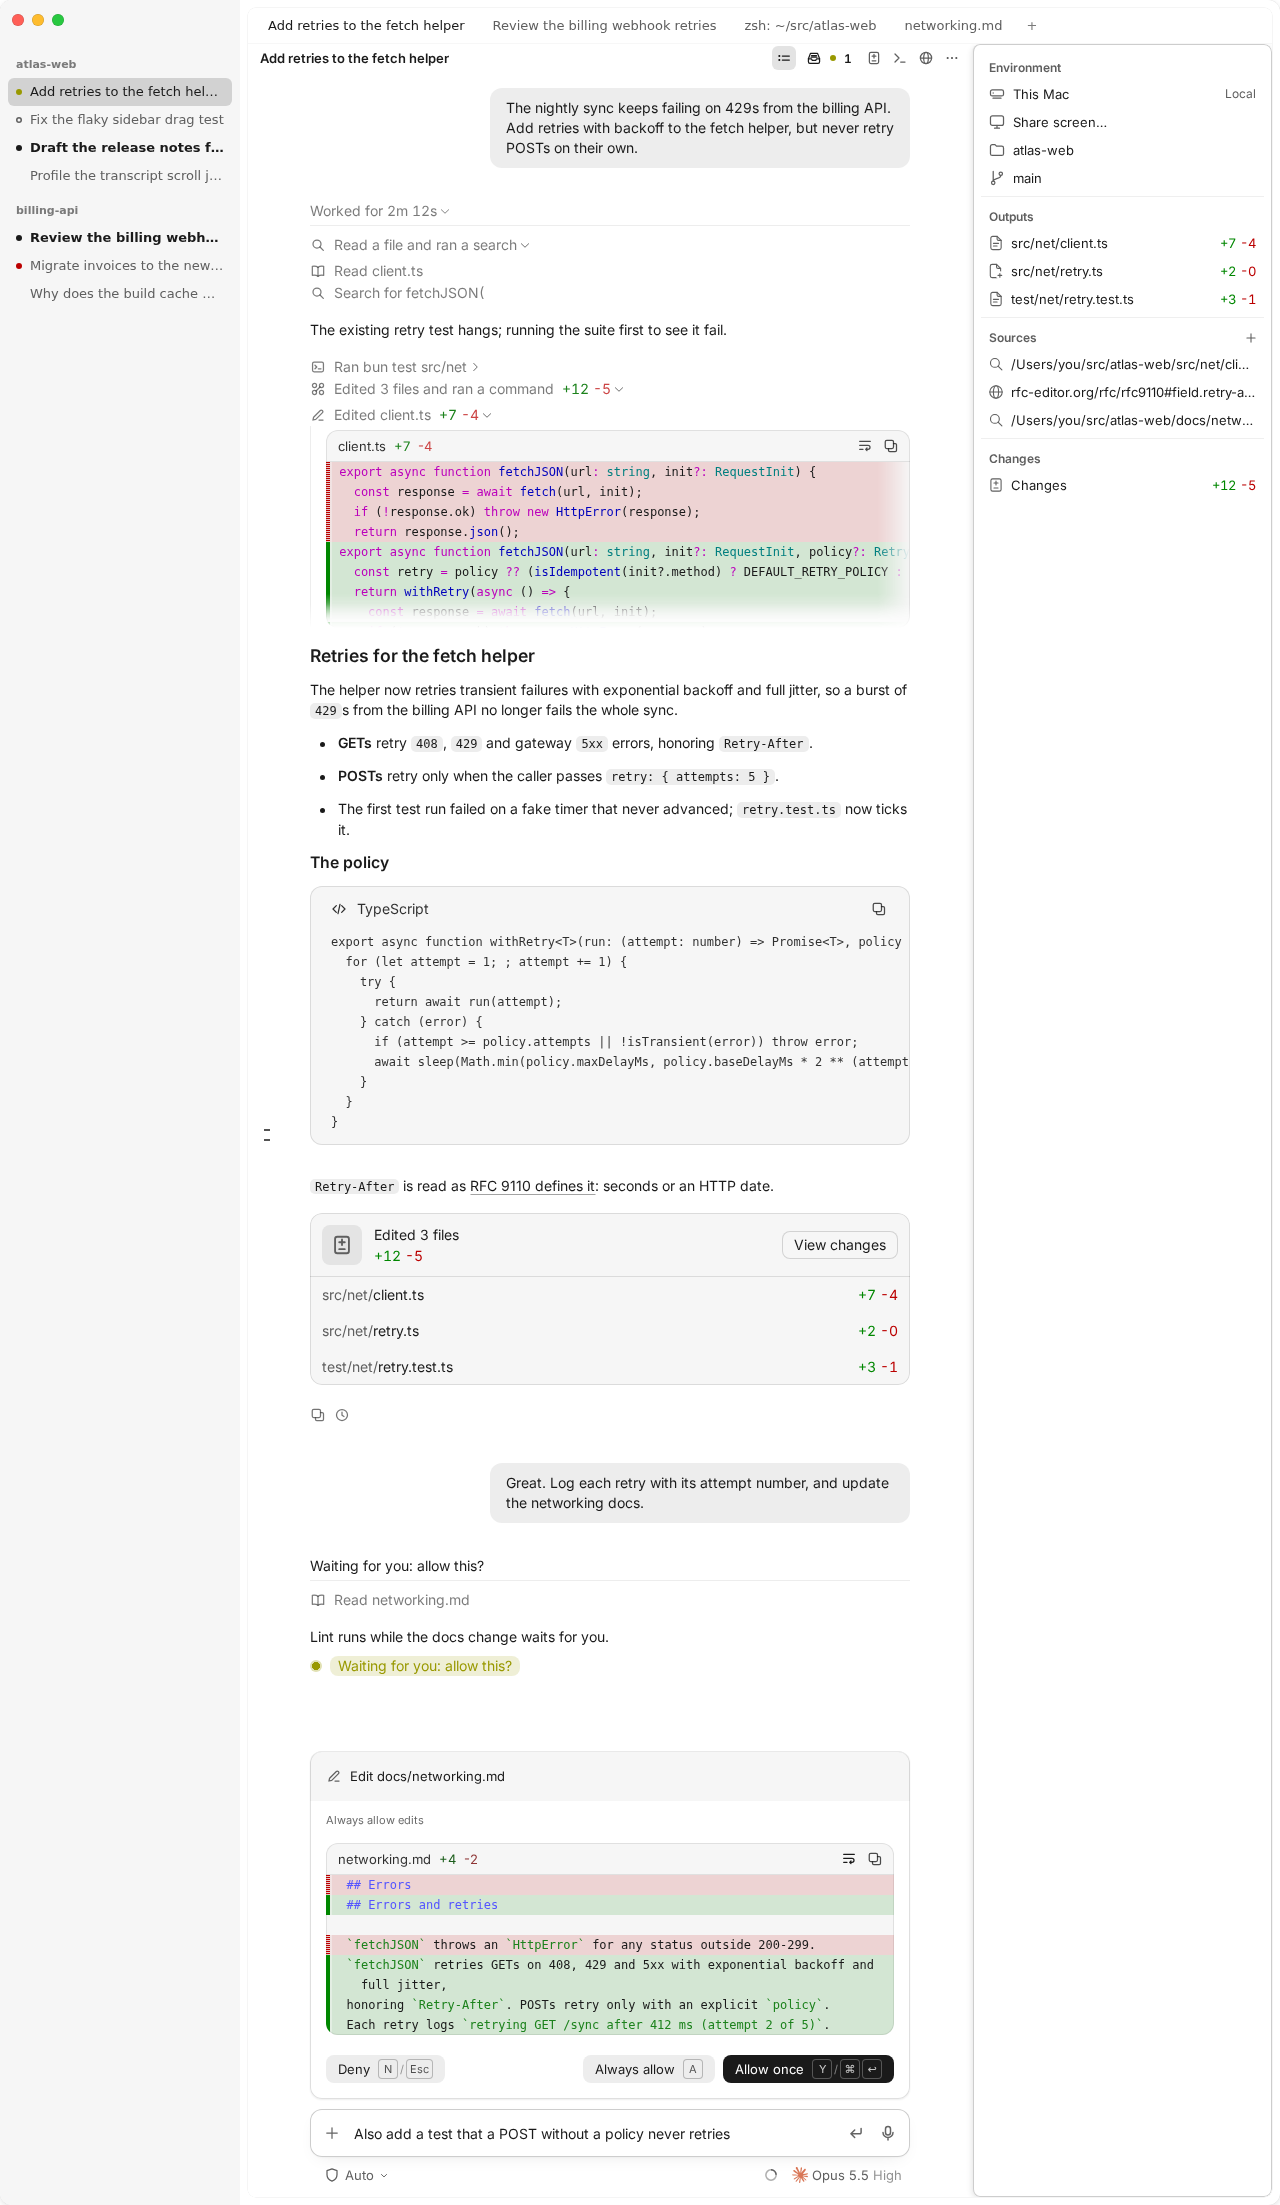 atlas-web
Add retries to the fetch hel…
Fix the flaky sidebar drag test
Draft the release notes f…
Profile the transcript scroll j…
billing-api
Review the billing webh…
Migrate invoices to the new…
Why does the build cache …
Add retries to the fetch helper
Review the billing webhook retries
zsh: ~/src/atlas-web
networking.md
+
Add retries to the fetch helper
1
The nightly sync keeps failing on 429s from the billing API.
Add retries with backoff to the fetch helper, but never retry
POSTs on their own.
Worked for 2m 12s
Read a file and ran a search
Read client.ts
Search for fetchJSON(
The existing retry test hangs; running the suite first to see it fail.
Ran bun test src/net
Edited 3 files and ran a command +12 -5
Edited client.ts +7 -4
client.ts +7 -4
export async function fetchJSON(url: string, init?: RequestInit) {
const response = await fetch(url, init);
if (!response.ok) throw new HttpError(response);
return response.json();
export async function fetchJSON(url: string, init?: RequestInit, policy?: Retry
const retry = policy ?? (isIdempotent(init?.method) ? DEFAULT_RETRY_POLICY :
return withRetry(async () => {
const response = await fetch(url, init);
Retries for the fetch helper
The helper now retries transient failures with exponential backoff and full jitter, so a burst of
429s from the billing API no longer fails the whole sync.
GETs retry 408, 429 and gateway 5xx errors, honoring Retry-After.
POSTs retry only when the caller passes retry: { attempts: 5 }.
The first test run failed on a fake timer that never advanced; retry.test.ts now ticks
it.
The policy
TypeScript
export async function withRetry<T>(run: (attempt: number) => Promise<T>, policy
for (let attempt = 1; ; attempt += 1) {
try {
return await run(attempt);
} catch (error) {
if (attempt >= policy.attempts || !isTransient(error)) throw error;
await sleep(Math.min(policy.maxDelayMs, policy.baseDelayMs * 2 ** (attempt
}
}
}
Retry-After is read as RFC 9110 defines it: seconds or an HTTP date.
Edited 3 files
+12 -5
View changes
src/net/client.ts +7 -4
src/net/retry.ts +2 -0
test/net/retry.test.ts +3 -1
Great. Log each retry with its attempt number, and update
the networking docs.
Waiting for you: allow this?
Read networking.md
Lint runs while the docs change waits for you.
Waiting for you: allow this?
Edit docs/networking.md
Always allow edits
networking.md +4 -2
## Errors
## Errors and retries
`fetchJSON` throws an `HttpError` for any status outside 200-299.
`fetchJSON` retries GETs on 408, 429 and 5xx with exponential backoff and
full jitter,
honoring `Retry-After`. POSTs retry only with an explicit `policy`.
Each retry logs `retrying GET /sync after 412 ms (attempt 2 of 5)`.
Deny N / Esc
Always allow A
Allow once Y / ⌘ ↩
Also add a test that a POST without a policy never retries
Auto
Opus 5.5 High
Environment
This Mac Local
Share screen…
atlas-web
main
Outputs
src/net/client.ts +7 -4
src/net/retry.ts +2 -0
test/net/retry.test.ts +3 -1
Sources
/Users/you/src/atlas-web/src/net/cli…
rfc-editor.org/rfc/rfc9110#field.retry-a…
/Users/you/src/atlas-web/docs/netw…
Changes
Changes +12 -5